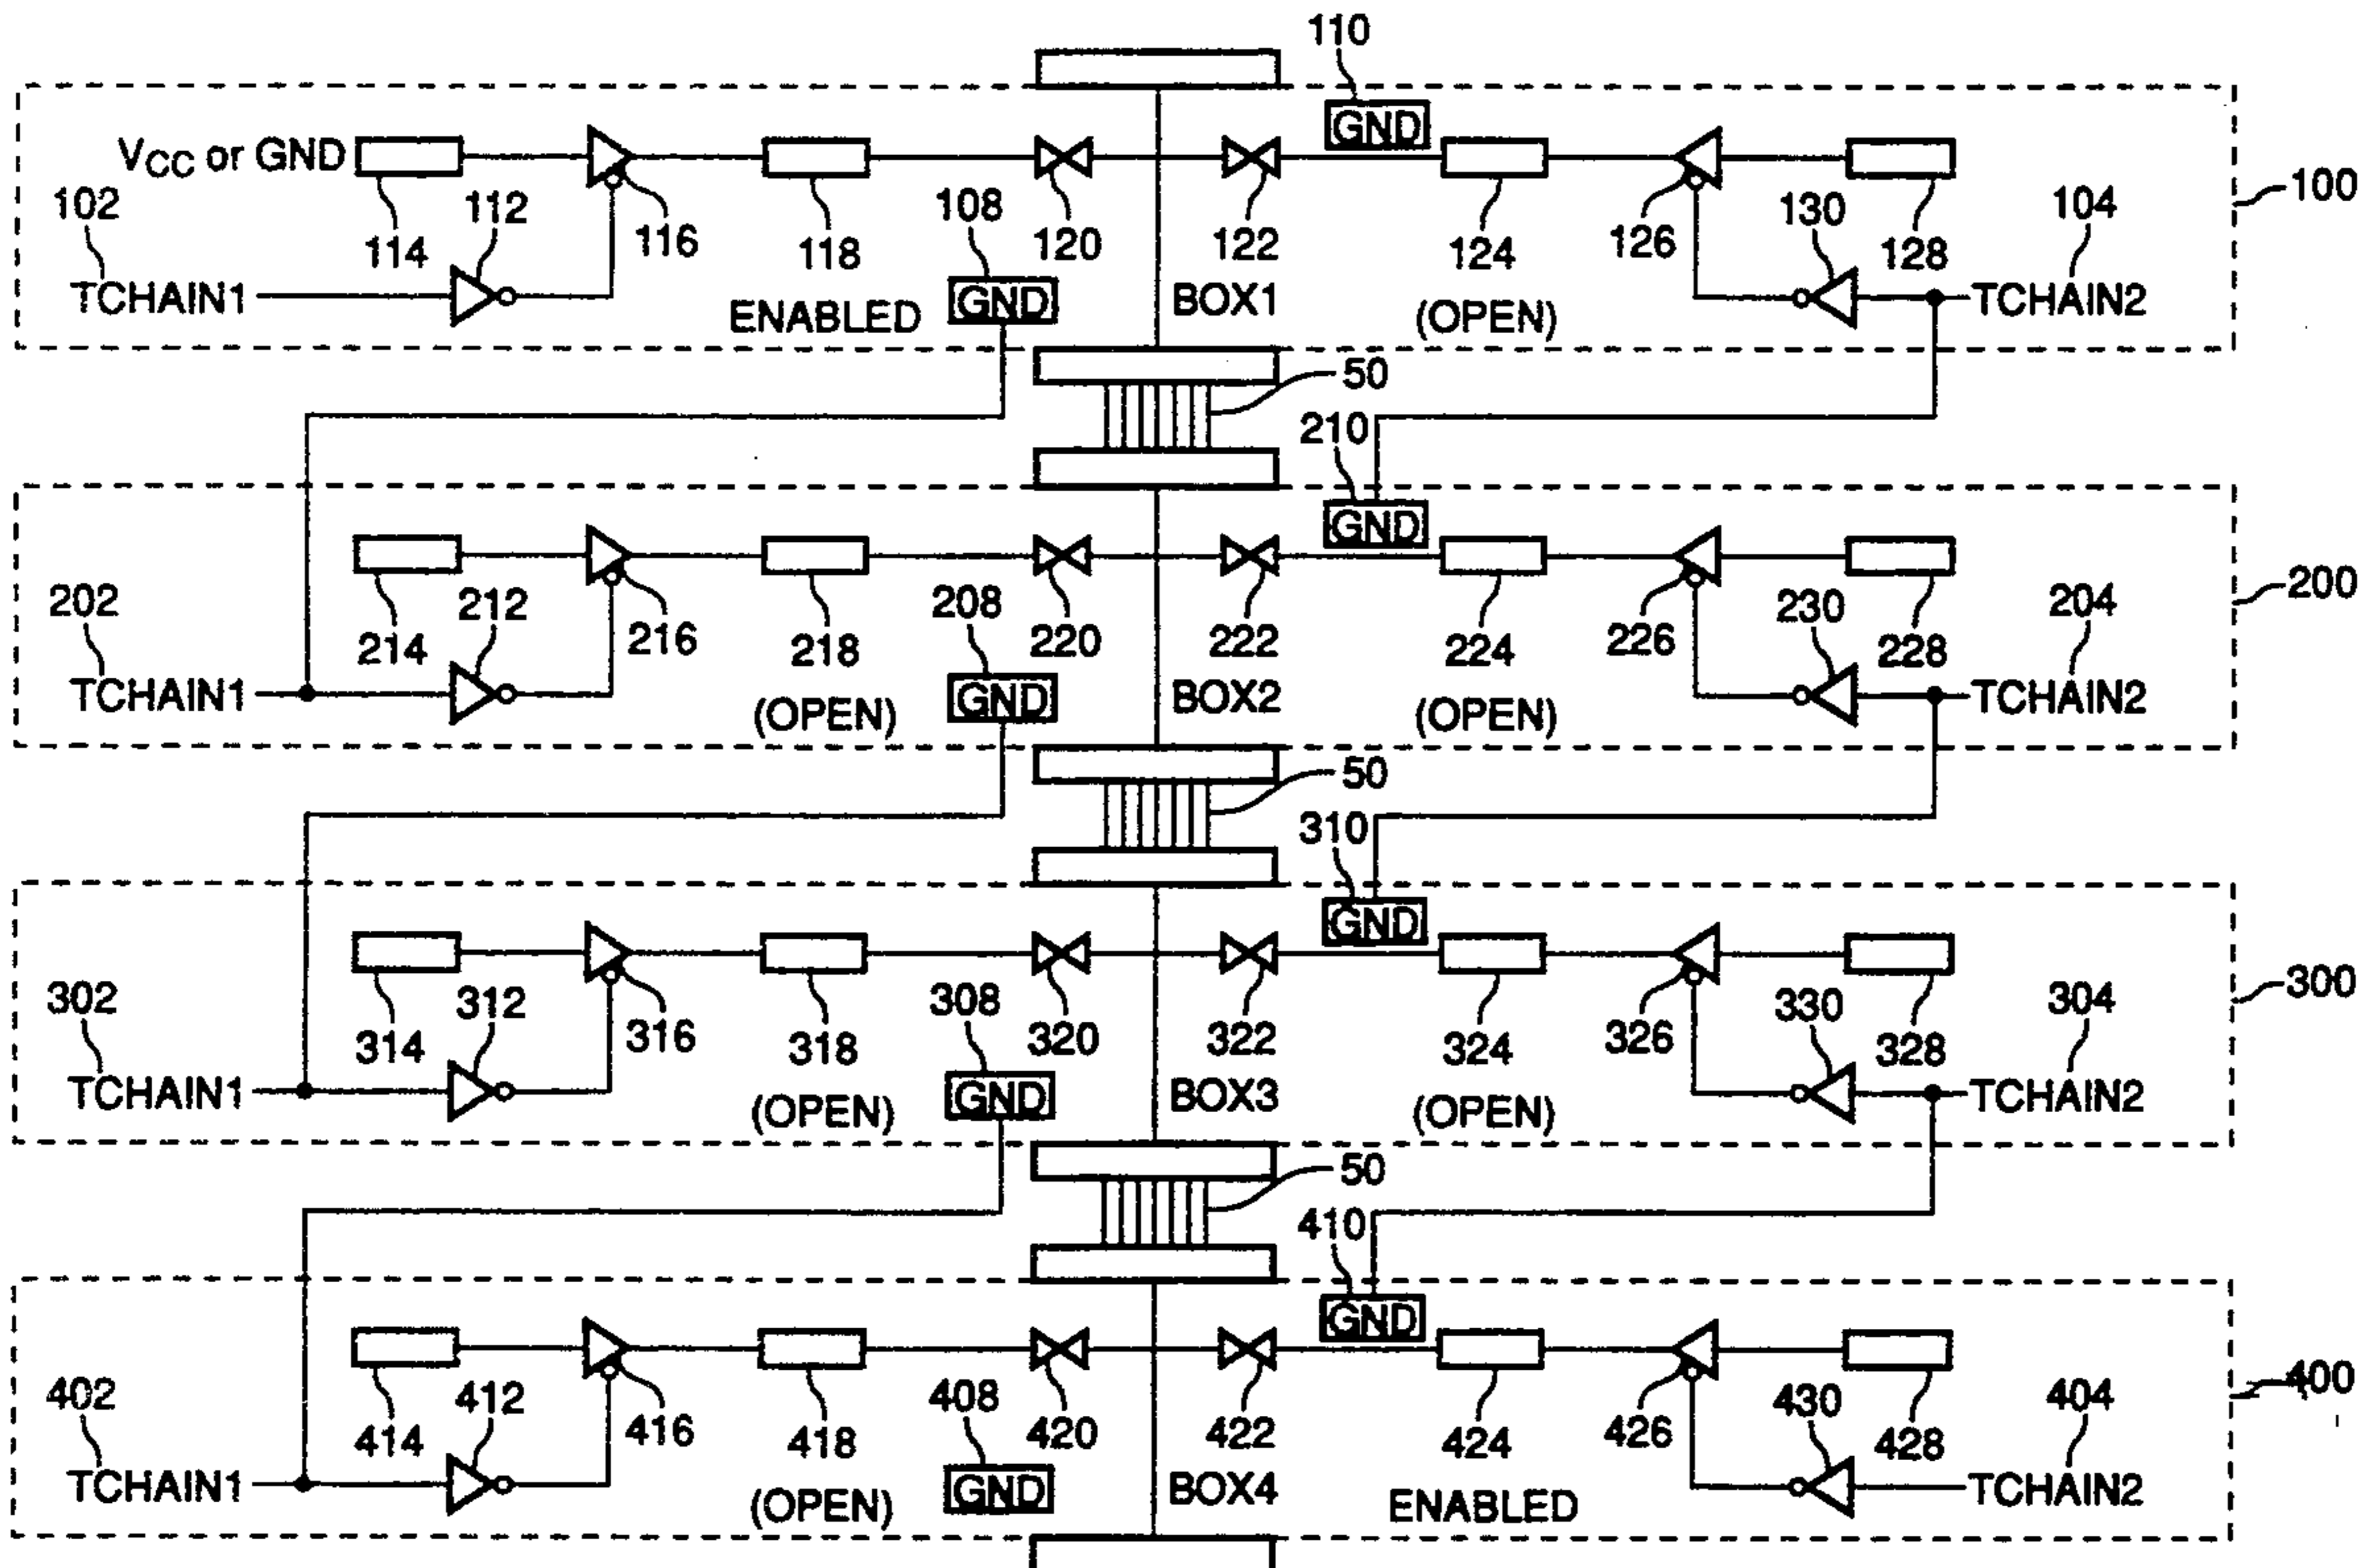 110
GND
VCC or GND
102 112 108 130 104 100
114 116 118 120 122 124 126 128
TCHAIN1 GND BOX1 TCHAIN2
ENABLED (OPEN)
50
210
GND
202 212 208 230 204 200
214 216 218 220 222 224 226 228
TCHAIN1 GND BOX2 TCHAIN2
(OPEN) (OPEN)
50
310
GND
302 312 308 330 304 300
314 316 318 320 322 324 326 328
TCHAIN1 GND BOX3 TCHAIN2
(OPEN) (OPEN)
50
410
GND
402 412 408 430 404 400
414 416 418 420 422 424 426 428
TCHAIN1 GND BOX4 TCHAIN2
(OPEN) ENABLED